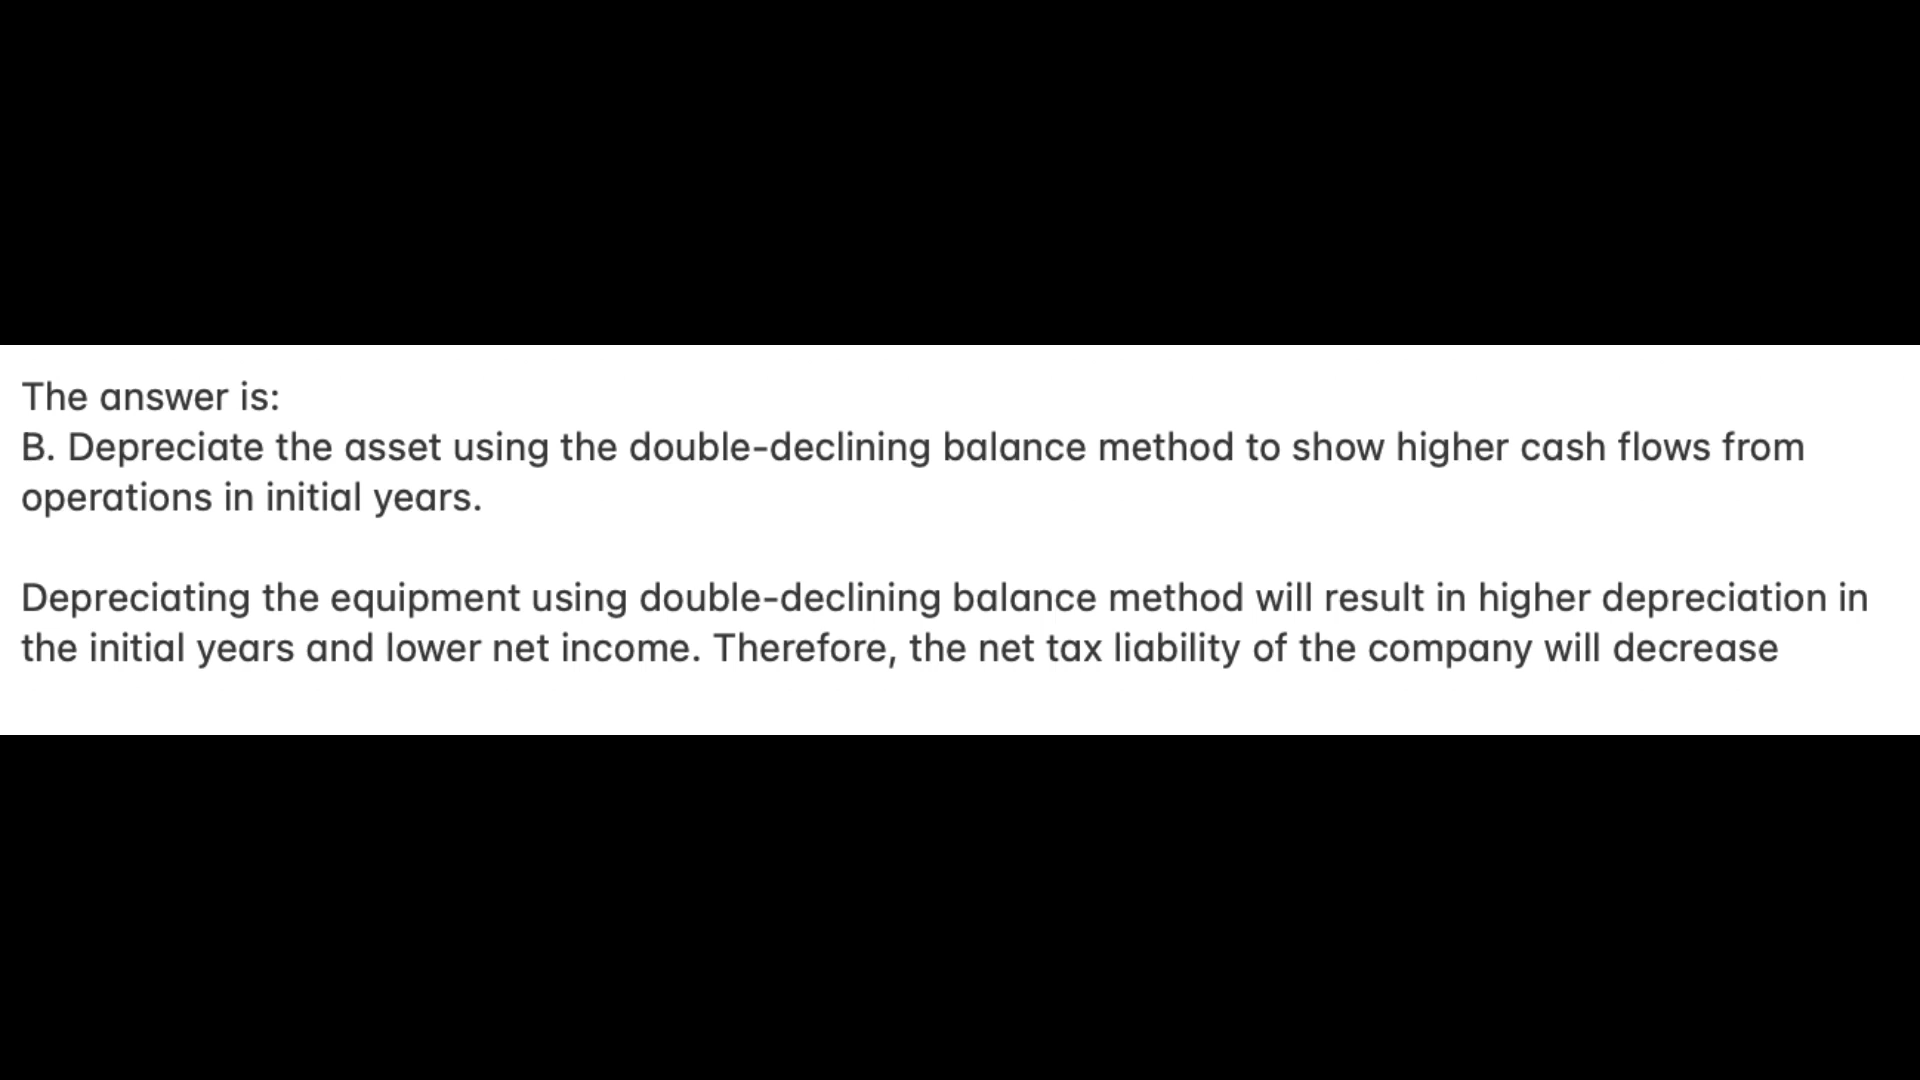 The answer is:
B. Depreciate the asset using the double-declining balance method to show higher cash flows from
operations in initial years.
Depreciating the equipment using double-declining balance method will result in higher depreciation in
the initial years and lower net income. Therefore, the net tax liability of the company will decrease